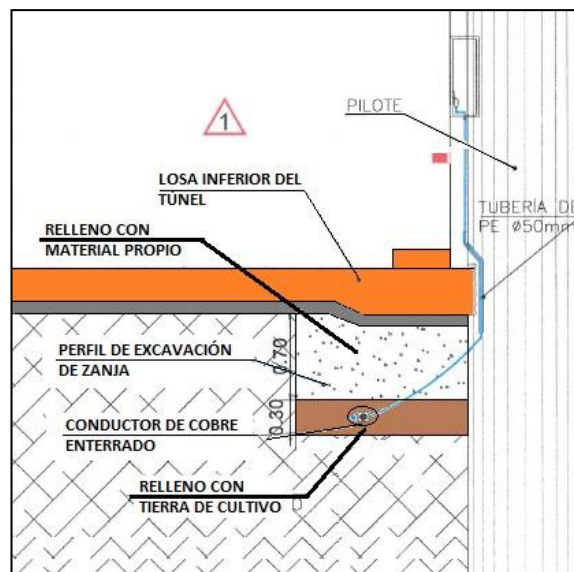 1
PILOTE
LOSA INFERIOR DEL
TÚNEL
TUBERÍA DE
PE Ø50mm
RELLENO CON
MATERIAL PROPIO
PERFIL DE EXCAVACIÓN
DE ZANJA
0.70
CONDUCTOR DE COBRE
ENTERRADO
0.30
RELLENO CON
TIERRA DE CULTIVO